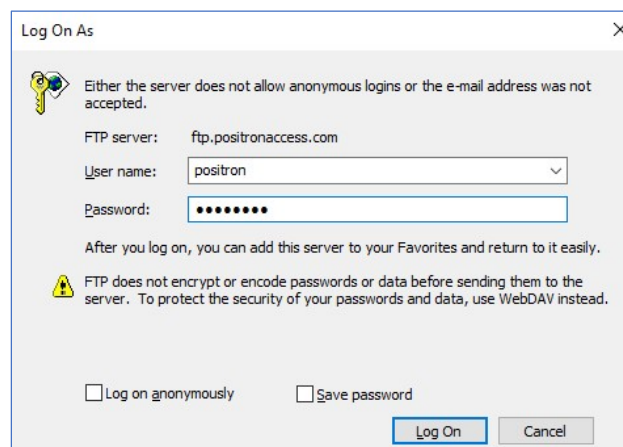 Log On As
Either the server does not allow anonymous logins or the e-mail address was not
accepted.
FTP server: ftp.positronaccess.com
User name: positron
Password: ●●●●●●●●
After you log on, you can add this server to your Favorites and return to it easily.
FTP does not encrypt or encode passwords or data before sending them to the
server. To protect the security of your passwords and data, use WebDAV instead.
Log on anonymously Save password
Log On Cancel